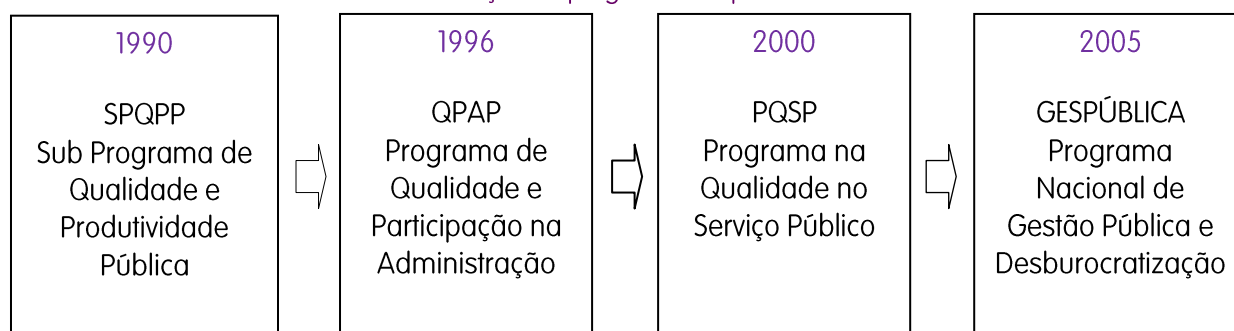 1990
SPQPP
Sub Programa de
Qualidade e
Produtividade
Pública
1996
QPAP
Programa de
Qualidade e
Participação na
Administração
2000
PQSP
Programa na
Qualidade no
Serviço Público
2005
GESPÚBLICA
Programa
Nacional de
Gestão Pública e
Desburocratização